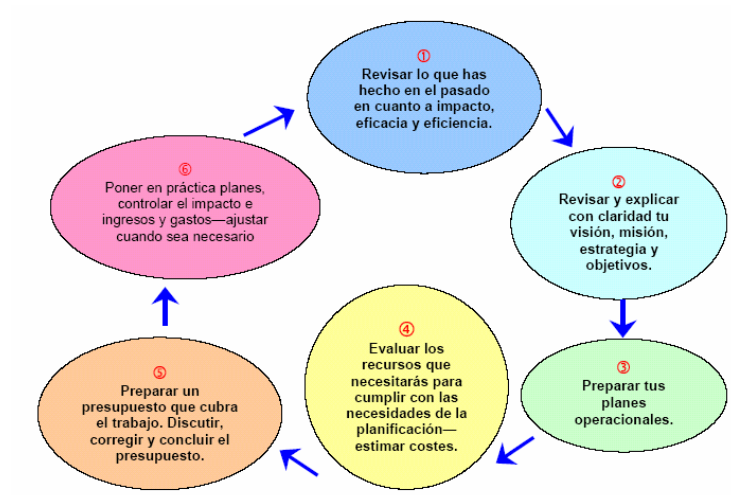 ①
Revisar lo que has
hecho en el pasado
en cuanto a impacto,
eficacia y eficiencia.
②
Revisar y explicar
con claridad tu
visión, misión,
estrategia y
objetivos.
③
Preparar tus
planes
operacionales.
④
Evaluar los
recursos que
necesitarás para
cumplir con las
necesidades de la
planificación—
estimar costes.
⑤
Preparar un
presupuesto que cubra
el trabajo. Discutir,
corregir y concluir el
presupuesto.
⑥
Poner en práctica planes,
controlar el impacto e
ingresos y gastos—ajustar
cuando sea necesario